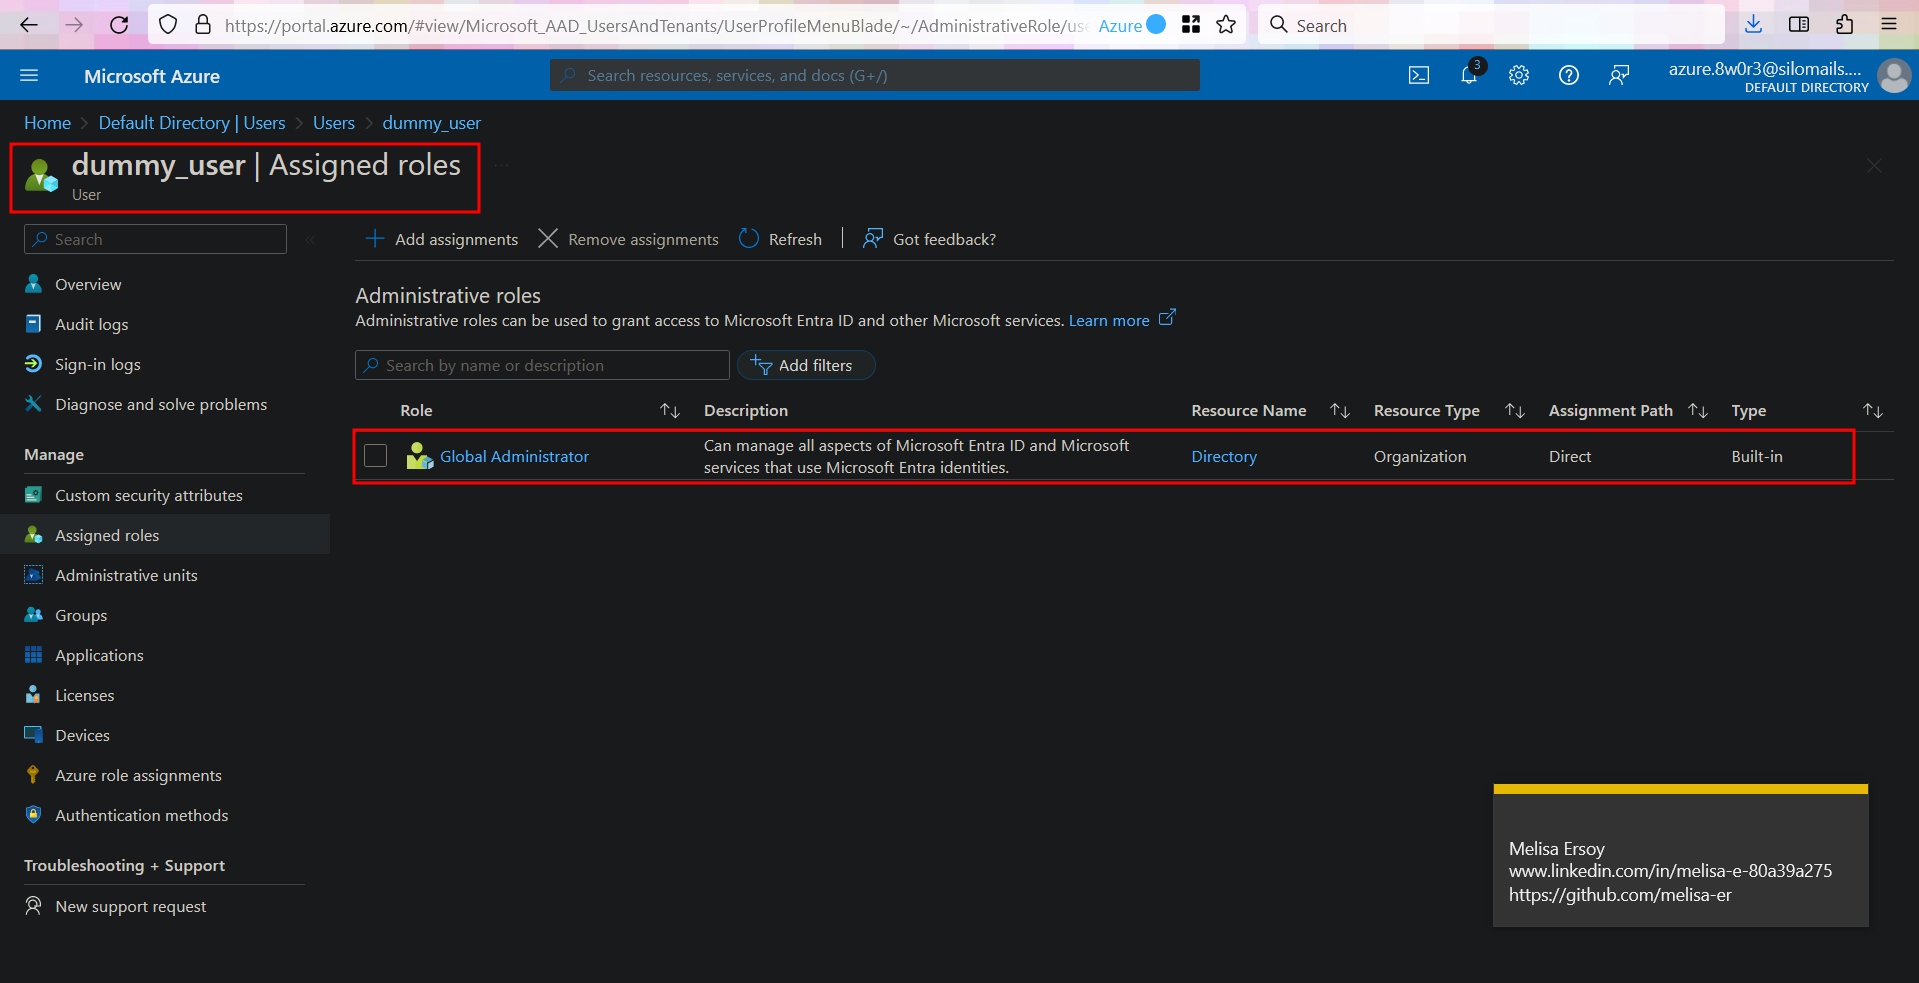 https://portal.azure.com/#view/Microsoft_AAD_UsersAndTenants/UserProfileMenuBlade/~/AdministrativeRole/use
Azure
Search
Microsoft Azure
Search resources, services, and docs (G+/)
3
azure.8w0r3@silomails....
DEFAULT DIRECTORY
Home > Default Directory | Users > Users > dummy_user
dummy_user | Assigned roles
...
User
Search
«
Add assignments
Remove assignments
Refresh
Got feedback?
Overview
Audit logs
Sign-in logs
Diagnose and solve problems
Manage
Custom security attributes
Assigned roles
Administrative units
Groups
Applications
Licenses
Devices
Azure role assignments
Authentication methods
Troubleshooting + Support
New support request
Administrative roles
Administrative roles can be used to grant access to Microsoft Entra ID and other Microsoft services. Learn more
Search by name or description
Add filters
Role
Description
Resource Name
Resource Type
Assignment Path
Type
Global Administrator
Can manage all aspects of Microsoft Entra ID and Microsoft
services that use Microsoft Entra identities.
Directory
Organization
Direct
Built-in
Melisa Ersoy
www.linkedin.com/in/melisa-e-80a39a275
https://github.com/melisa-er